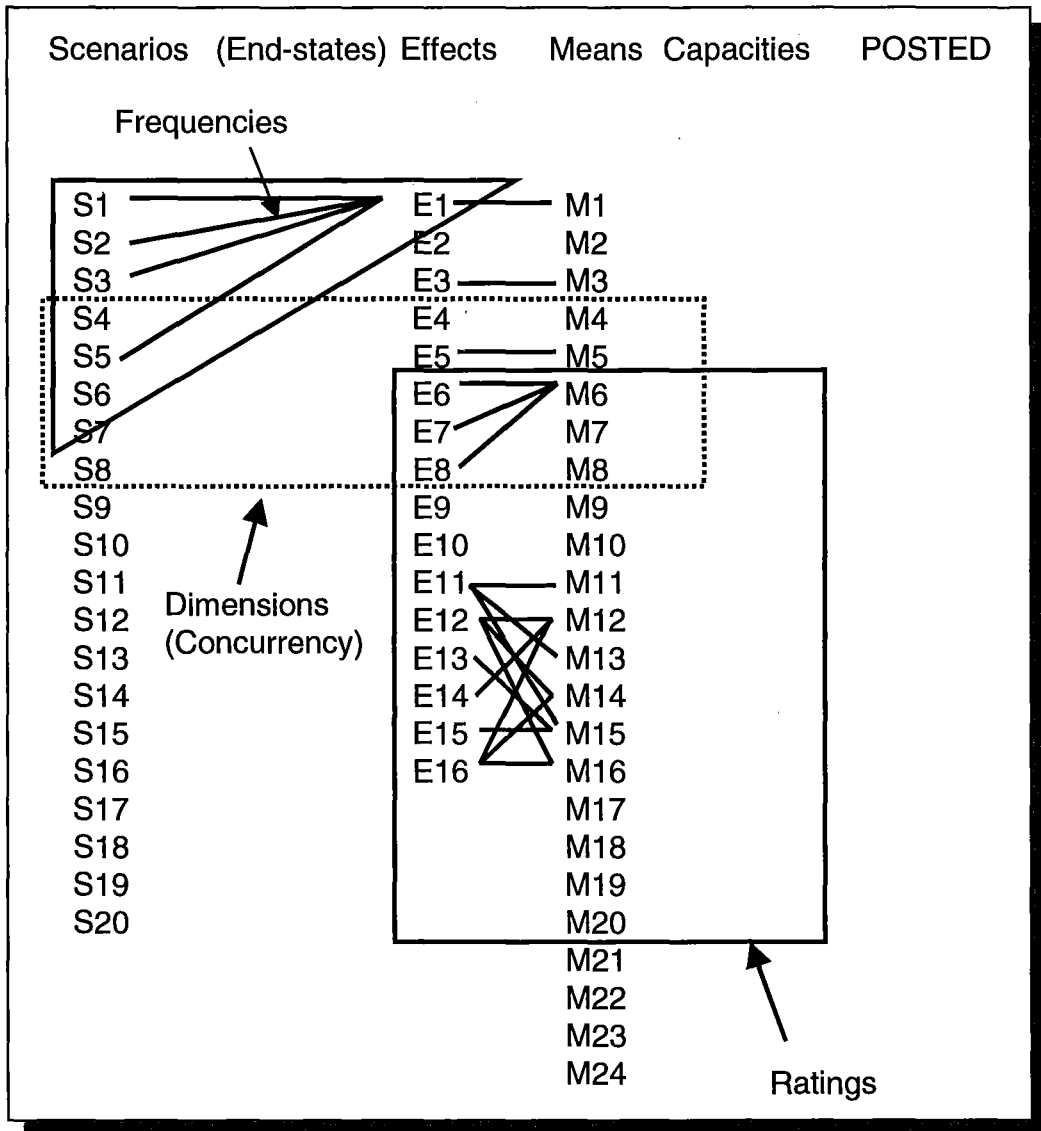 Scenarios (End-states) Effects Means Capacities POSTED
Frequencies
S1 E1 M1
S2 E2 M2
S3 E3 M3
S4 E4 M4
S5 E5 M5
S6 E6 M6
S7 E7 M7
S8 E8 M8
S9 E9 M9
S10 E10 M10
S11 E11 M11
Dimensions
(Concurrency)
S12 E12 M12
S13 E13 M13
S14 E14 M14
S15 E15 M15
S16 E16 M16
S17 M17
S18 M18
S19 M19
S20 M20
M21
M22
M23
M24
Ratings